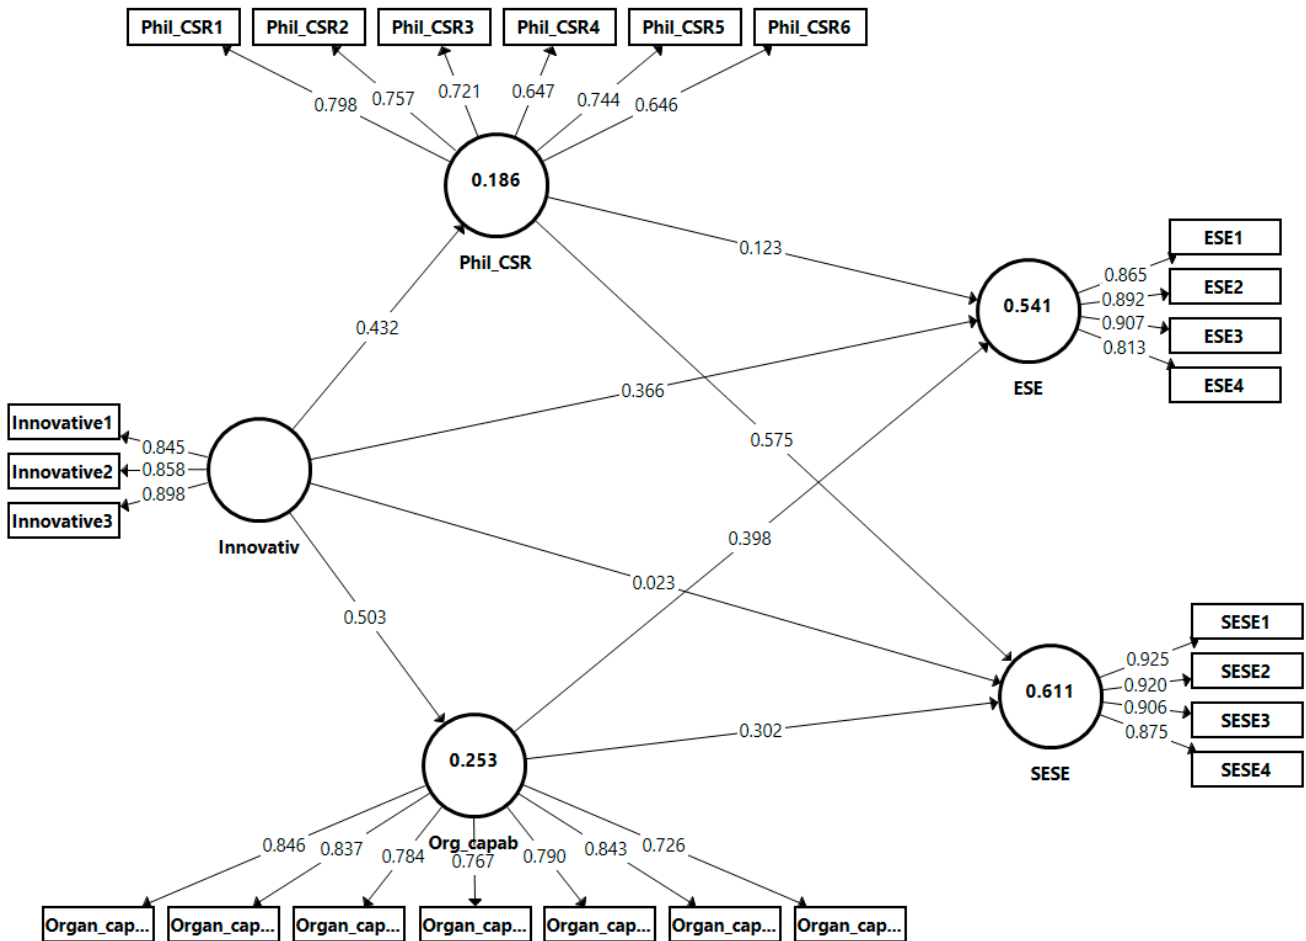 Phil_CSR1 Phil_CSR2 Phil_CSR3 Phil_CSR4 Phil_CSR5 Phil_CSR6
0.798 0.757 0.721 0.647 0.744 0.646
0.186
Phil_CSR
0.123
ESE1
0.865
ESE2
0.892
0.541
0.907
ESE3
0.813
ESE4
ESE
0.432
0.366
0.575
Innovative1
0.845
Innovative2
0.858
0.898
Innovative3
Innovativ
0.398
0.023
0.503
SESE1
0.925
SESE2
0.920
0.611
0.906
SESE3
0.875
SESE4
SESE
0.302
0.253
Org_capab
0.846 0.837 0.784 0.767 0.790 0.843 0.726
Organ_cap... Organ_cap... Organ_cap... Organ_cap... Organ_cap... Organ_cap... Organ_cap...